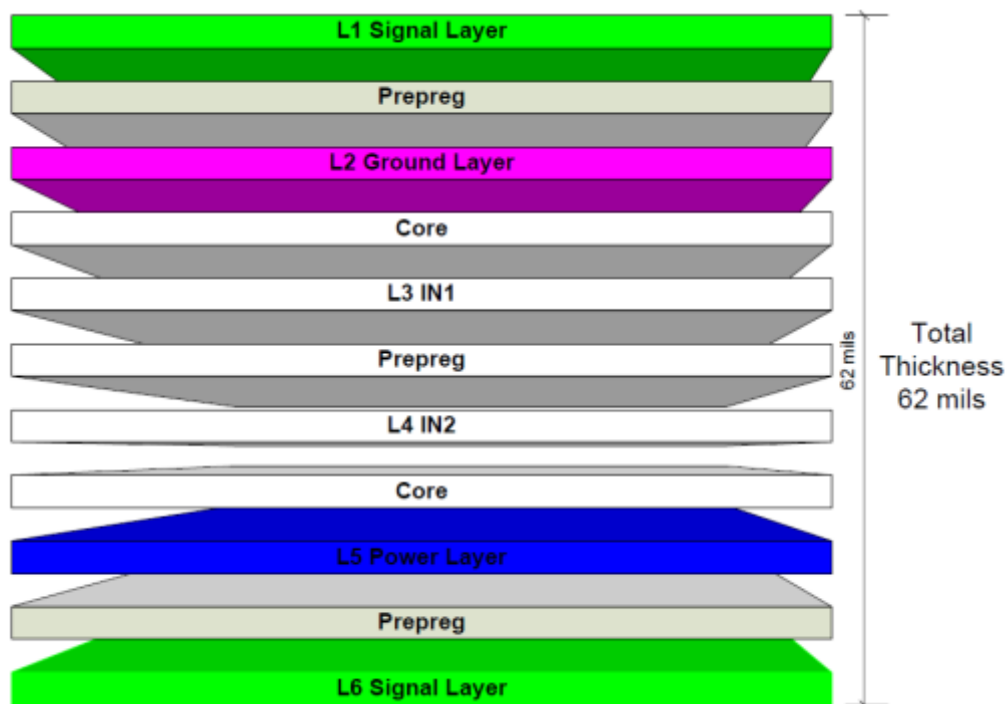 L1 Signal Layer
Prepreg
L2 Ground Layer
Core
L3 IN1
Prepreg
L4 IN2
Core
L5 Power Layer
Prepreg
L6 Signal Layer
62 mils
Total
Thickness
62 mils